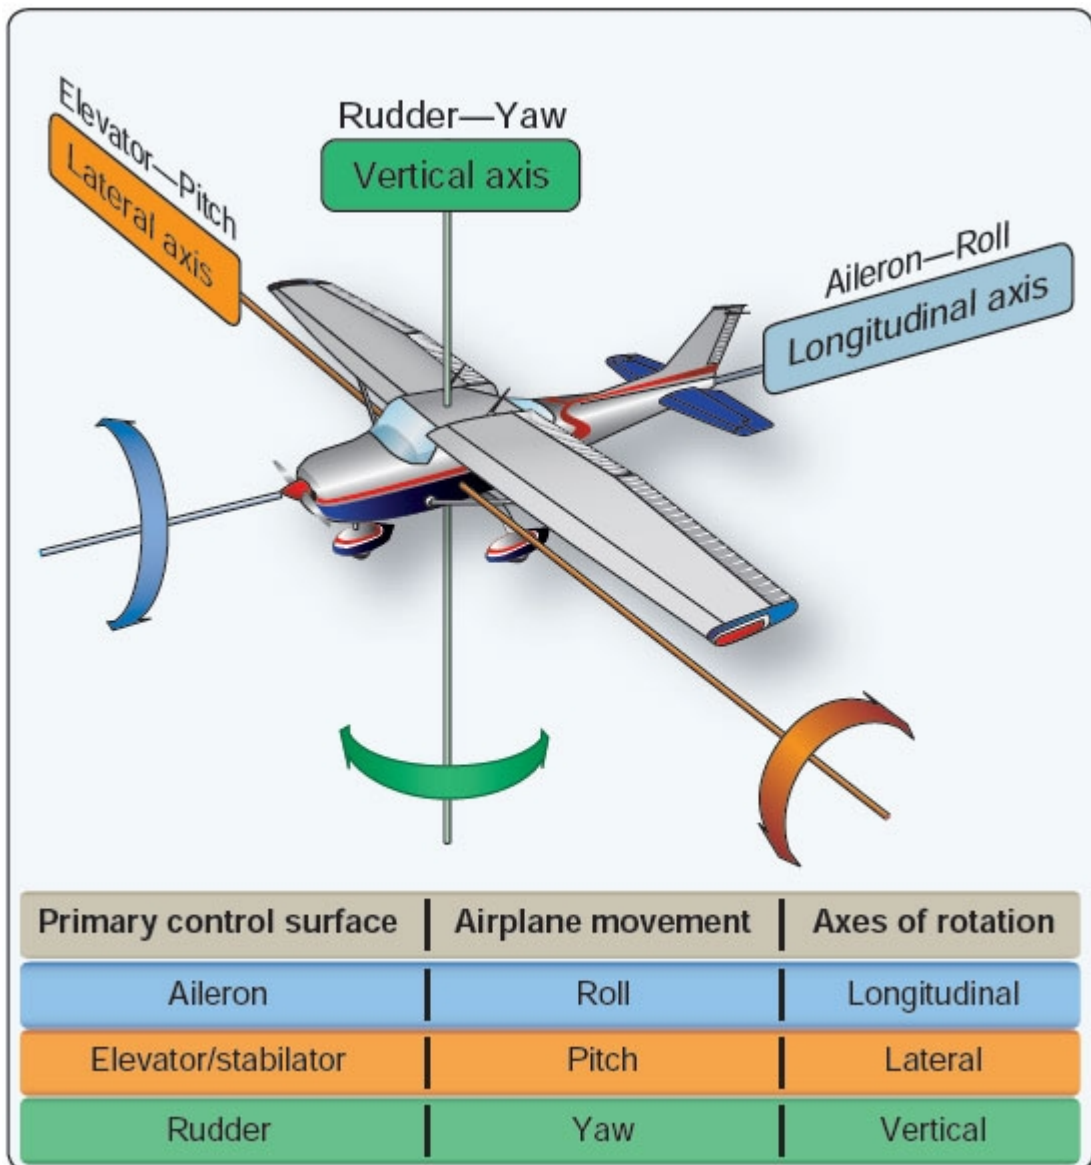 Elevator—Pitch
Lateral axis
Rudder—Yaw
Vertical axis
Aileron—Roll
Longitudinal axis
Primary control surface Airplane movement Axes of rotation
Aileron Roll Longitudinal
Elevator/stabilator Pitch Lateral
Rudder Yaw Vertical